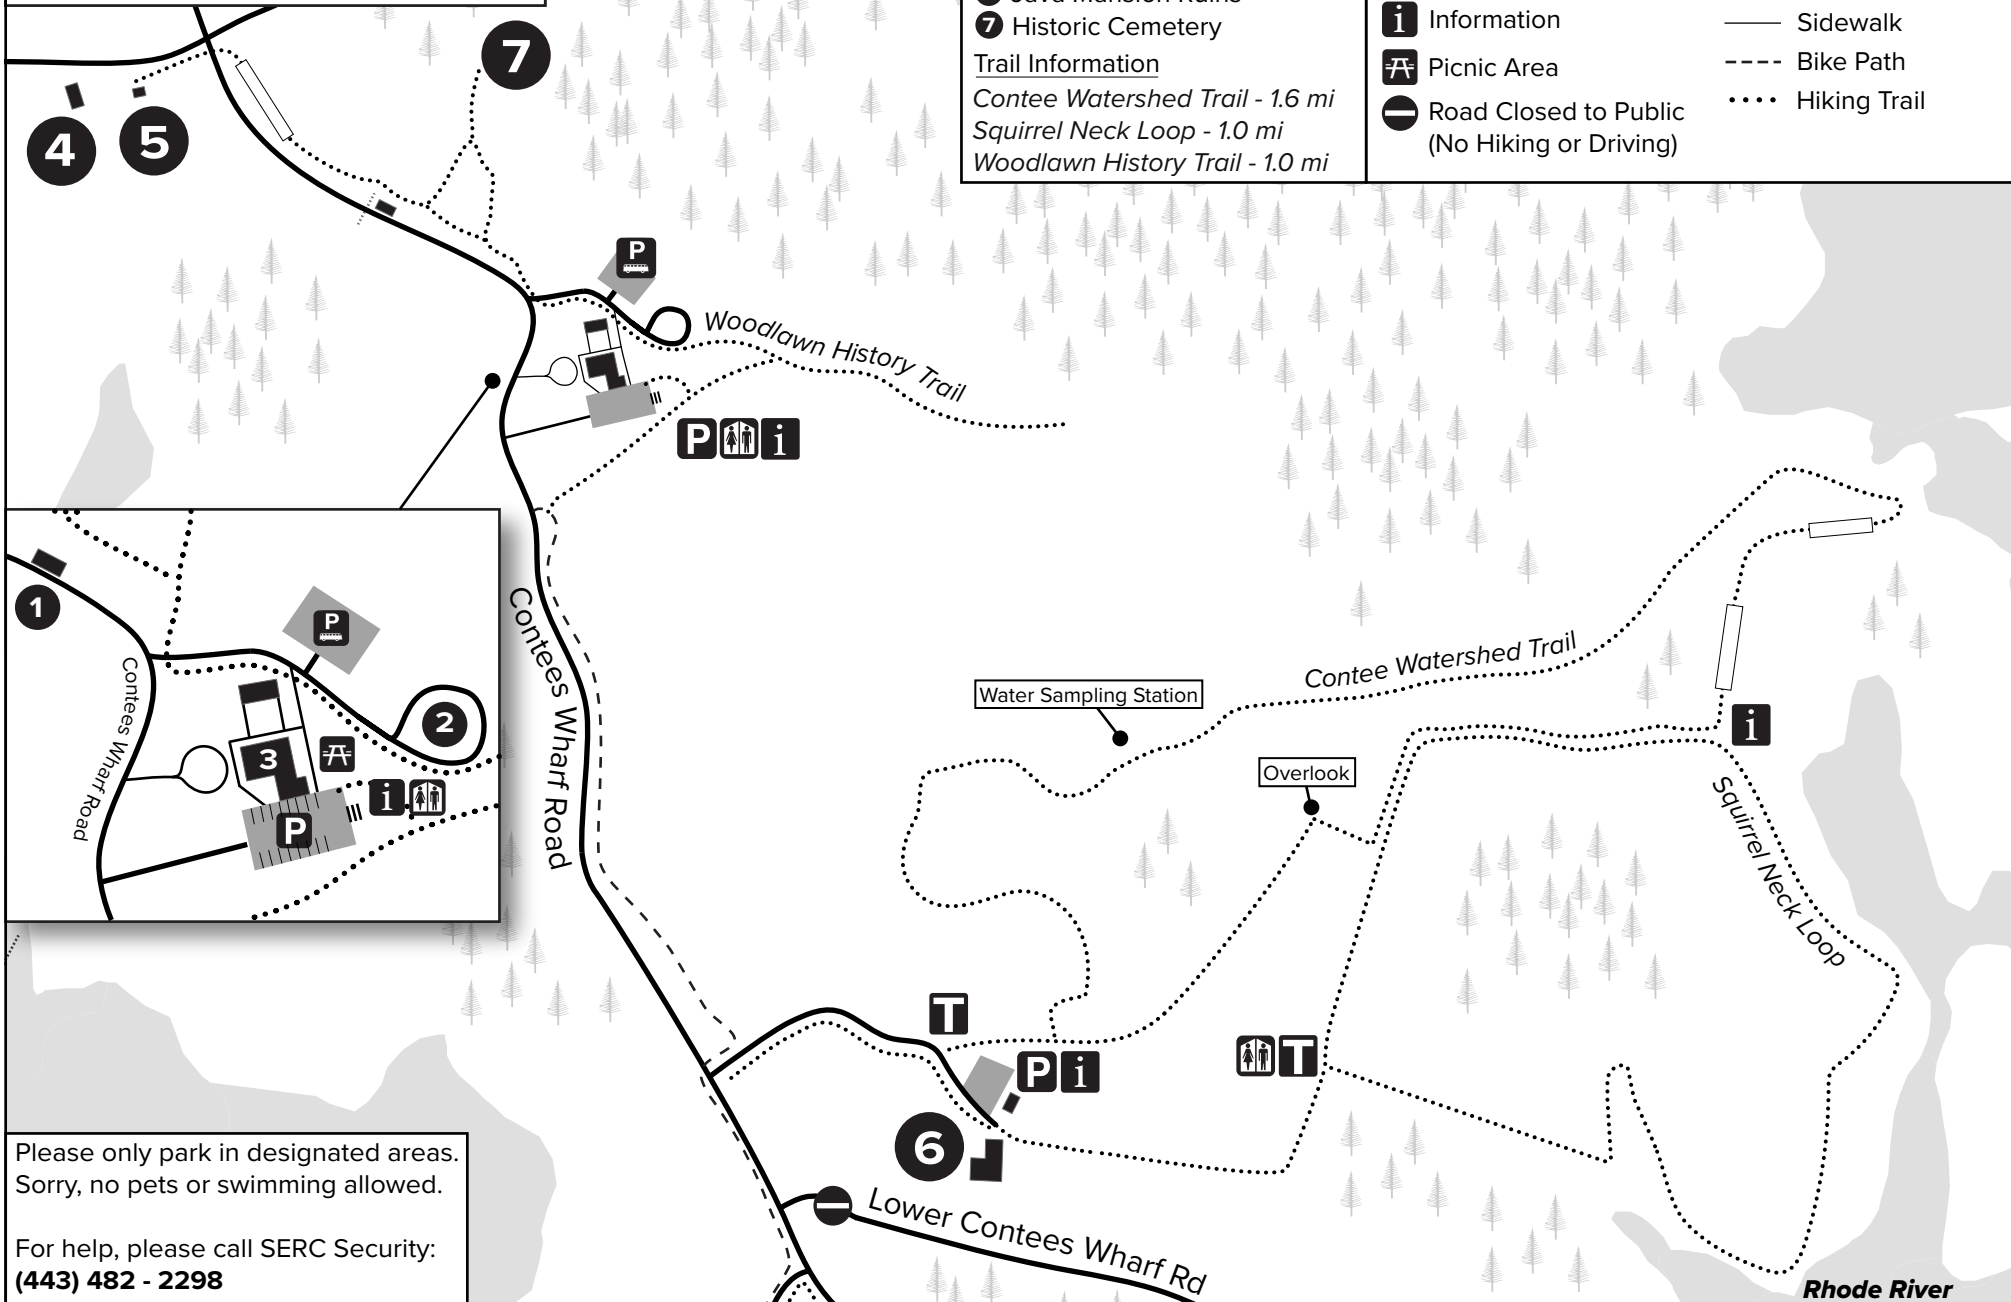 7 Historic Cemetery
Trail Information
Contee Watershed Trail - 1.6 mi
Squirrel Neck Loop - 1.0 mi
Woodlawn History Trail - 1.0 mi
i Information
Picnic Area
Road Closed to Public
(No Hiking or Driving)
Sidewalk
Bike Path
Hiking Trail
7
4
5
P
Woodlawn History Trail
P i
1
P
Contees Wharf Road
2
3
i
P
Contees Wharf Road
Contee Watershed Trail
Water Sampling Station
i
Overlook
Squirrel Neck Loop
T
P i
T
6
Lower Contees Wharf Rd
Please only park in designated areas.
Sorry, no pets or swimming allowed.
For help, please call SERC Security:
(443) 482 - 2298
Rhode River